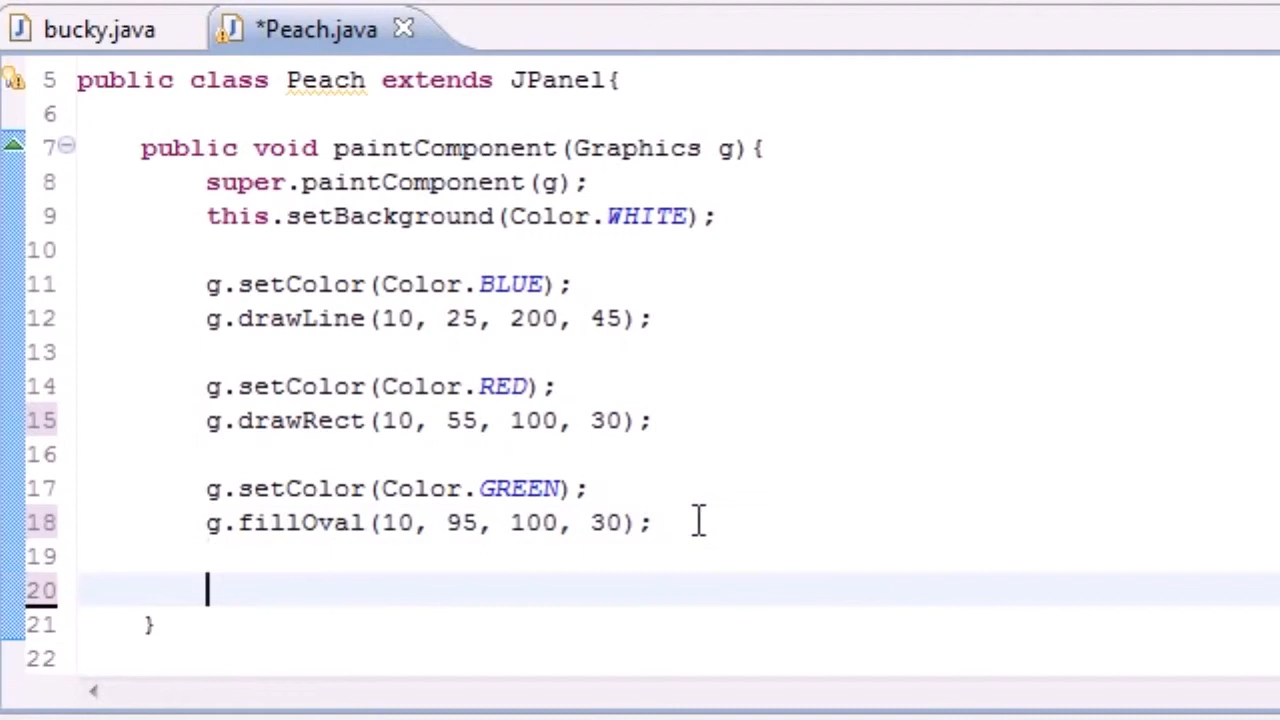 bucky.java *Peach.java
5 public class Peach extends JPanel{
6
7 public void paintComponent(Graphics g){
8 super.paintComponent(g);
9 this.setBackground(Color.WHITE);
10
11 g.setColor(Color.BLUE);
12 g.drawLine(10, 25, 200, 45);
13
14 g.setColor(Color.RED);
15 g.drawRect(10, 55, 100, 30);
16
17 g.setColor(Color.GREEN);
18 g.fillOval(10, 95, 100, 30);
19
20
21 }
22